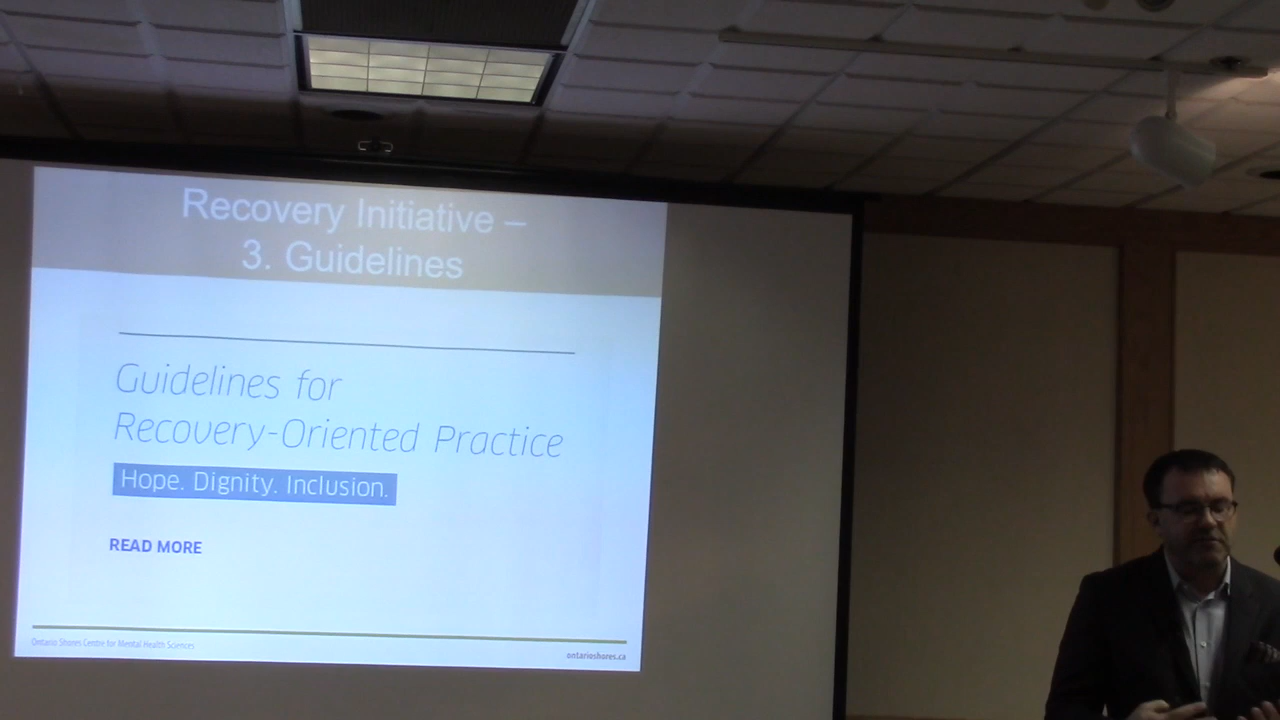 Recovery Initiative –
3. Guidelines
Guidelines for
Recovery-Oriented Practice
Hope. Dignity. Inclusion.
READ MORE
Ontario Shores Centre for Mental Health Sciences
ontarioshores.ca